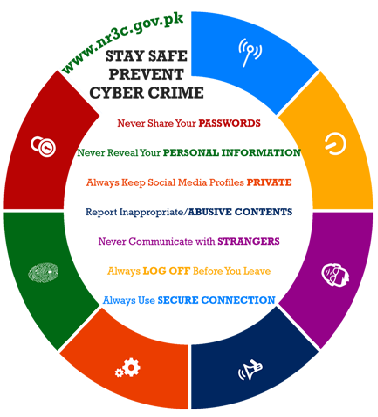 www.nr3c.gov.pk
STAY SAFE
PREVENT
CYBER CRIME
Never Share Your PASSWORDS
Never Reveal Your PERSONAL INFORMATION
Always Keep Social Media Profiles PRIVATE
Report Inappropriate/ABUSIVE CONTENTS
Never Communicate with STRANGERS
Always LOG OFF Before You Leave
Always Use SECURE CONNECTION